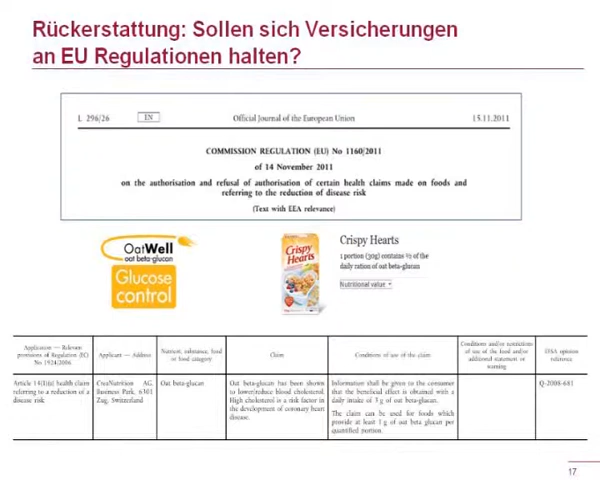 Rückerstattung: Sollen sich Versicherungen
an EU Regulationen halten?
L 296/26 EN Official Journal of the European Union 15.11.2011
COMMISSION REGULATION (EU) No 1160/2011
of 14 November 2011
on the authorisation and refusal of authorisation of certain health claims made on foods and
referring to the reduction of disease risk
(Text with EEA relevance)
OatWell
oat beta-glucan
Glucose
control
Crispy
Hearts
Crispy Hearts
1 portion (30g) contains ⅓ of the
daily ration of oat beta-glucan
Nutritional value
Application — Relevant
provisions of Regulation (EC)
No 1924/2006
Applicant — Address
Nutrient, substance, food
or food category
Claim
Conditions of use of the claim
Conditions and/or restrictions
of use of the food and/or
additional statement or
warning
EFSA opinion
reference
Article 14(1)(a) health claim
referring to a reduction of a
disease risk
CreaNutrition AG,
Business Park, 6301
Zug, Switzerland
Oat beta-glucan
Oat beta-glucan has been shown
to lower/reduce blood cholesterol.
High cholesterol is a risk factor in
the development of coronary heart
disease.
Information shall be given to the consumer
that the beneficial effect is obtained with a
daily intake of 3 g of oat beta-glucan.
The claim can be used for foods which
provide at least 1 g of oat beta glucan per
quantified portion.
Q-2008-681
17